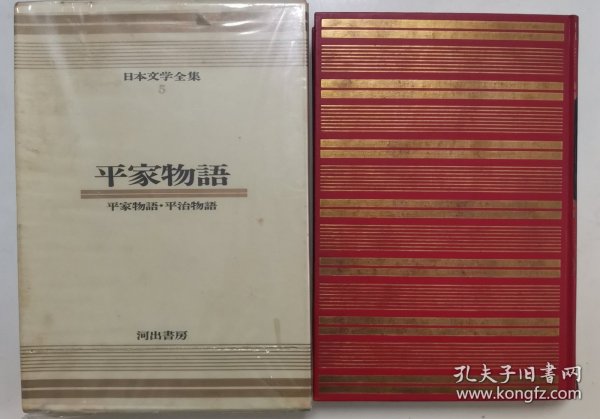 日本文学全集
5
平家物語
平家物語・平治物語
河出書房
孔夫子旧书网
www.kongfz.com